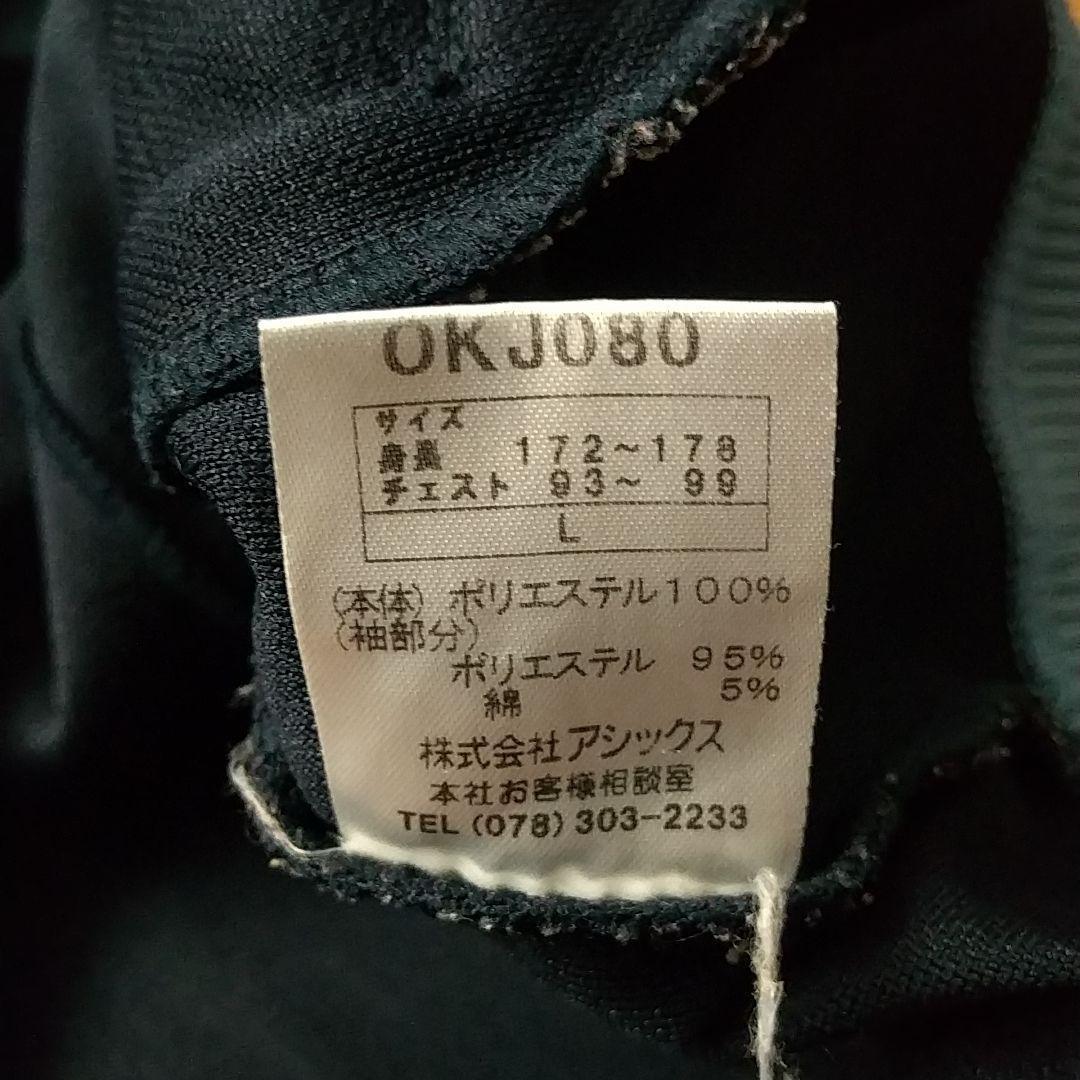 OKJ080
サイズ
身長 172~178
チェスト 93~ 99
L
(本体) ポリエステル100%
(袖部分)
ポリエステル 95%
綿 5%
株式会社アシックス
本社お客様相談室
TEL (078) 303-2233